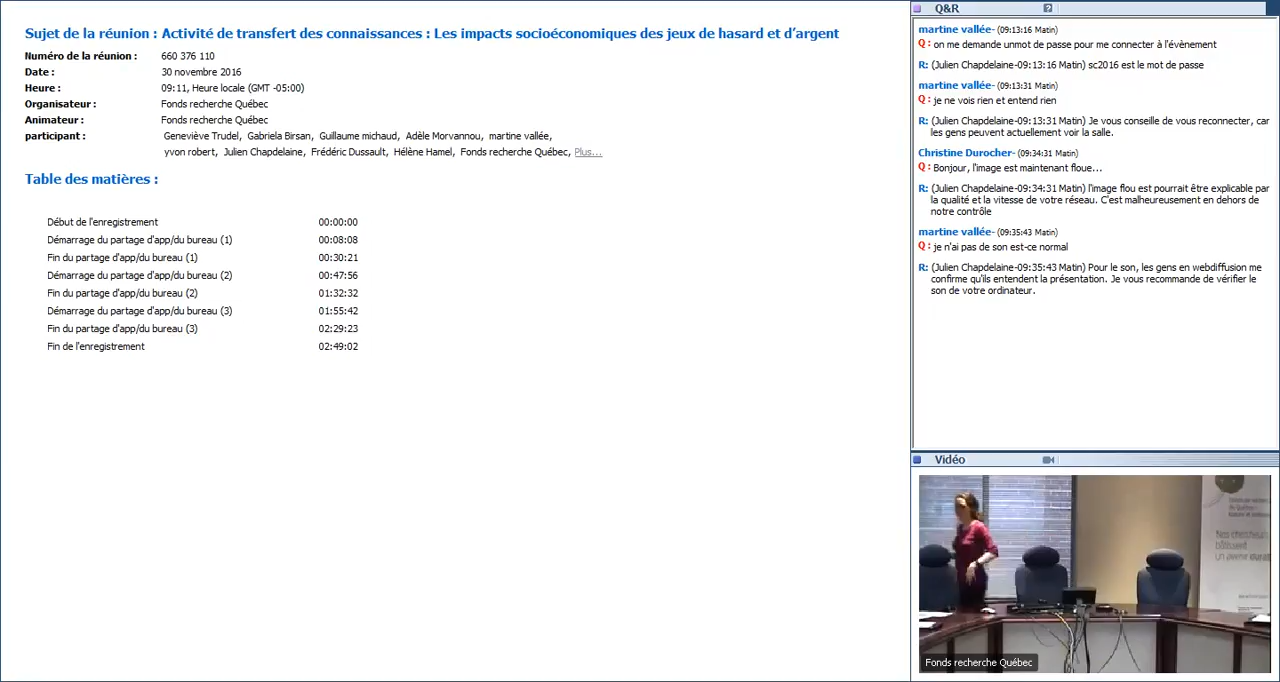 Sujet de la réunion : Activité de transfert des connaissances : Les impacts socioéconomiques des jeux de hasard et d’argent
Numéro de la réunion : 660 376 110
Date : 30 novembre 2016
Heure : 09:11, Heure locale (GMT -05:00)
Organisateur : Fonds recherche Québec
Animateur : Fonds recherche Québec
participant : Geneviève Trudel, Gabriela Birsan, Guillaume michaud, Adèle Morvannou, martine vallée,
yvon robert, Julien Chapdelaine, Frédéric Dussault, Hélène Hamel, Fonds recherche Québec, Plus...
Table des matières :
Début de l'enregistrement 00:00:00
Démarrage du partage d'app/du bureau (1) 00:08:08
Fin du partage d'app/du bureau (1) 00:30:21
Démarrage du partage d'app/du bureau (2) 00:47:56
Fin du partage d'app/du bureau (2) 01:32:32
Démarrage du partage d'app/du bureau (3) 01:55:42
Fin du partage d'app/du bureau (3) 02:29:23
Fin de l'enregistrement 02:49:02
Q&R
martine vallée- (09:13:16 Matin)
Q : on me demande unmot de passe pour me connecter à l'évènement
R: (Julien Chapdelaine-09:13:16 Matin) sc2016 est le mot de passe
martine vallée- (09:13:31 Matin)
Q : je ne vois rien et entend rien
R: (Julien Chapdelaine-09:13:31 Matin) Je vous conseille de vous reconnecter, car
les gens peuvent actuellement voir la salle.
Christine Durocher- (09:34:31 Matin)
Q : Bonjour, l'image est maintenant floue...
R: (Julien Chapdelaine-09:34:31 Matin) l'image flou est pourrait être explicable par
la qualité et la vitesse de votre réseau. C'est malheureusement en dehors de
notre contrôle
martine vallée- (09:35:43 Matin)
Q : je n'ai pas de son est-ce normal
R: (Julien Chapdelaine-09:35:43 Matin) Pour le son, les gens en webdiffusion me
confirme qu'ils entendent la présentation. Je vous recommande de vérifier le
son de votre ordinateur.
Vidéo
Nos chercheurs
bâtissent
un avenir durable
Fonds recherche Québec